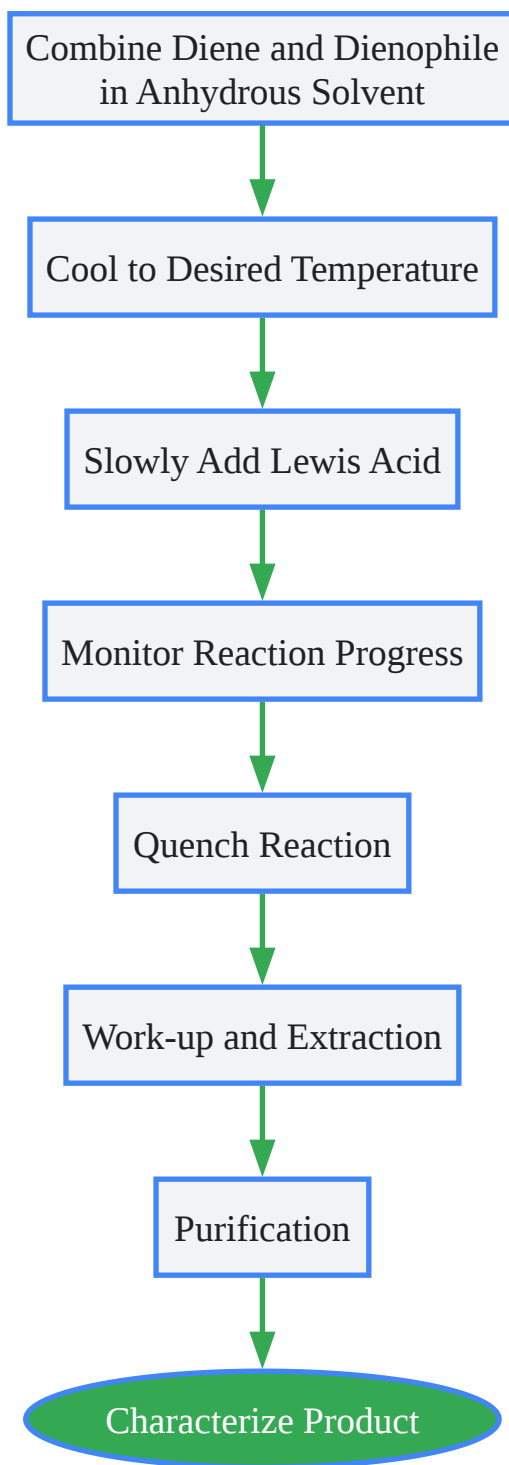 Combine Diene and Dienophile
in Anhydrous Solvent
Cool to Desired Temperature
Slowly Add Lewis Acid
Monitor Reaction Progress
Quench Reaction
Work-up and Extraction
Purification
Characterize Product